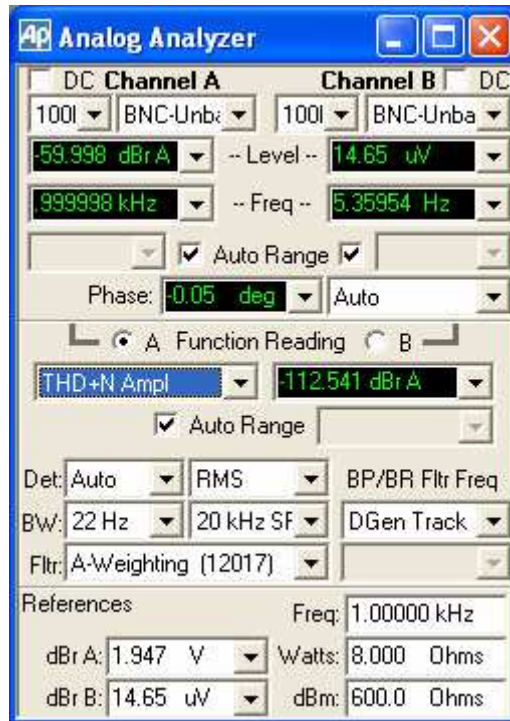 Ap Analog Analyzer
DC Channel A Channel B DC
100 BNC-Unba 100 BNC-Unba
-59.998 dBr A -- Level -- 14.65 uV
.999998 kHz -- Freq -- 5.35954 Hz
Auto Range
Phase: -0.05 deg Auto
A Function Reading B
THD+N Ampl -112.541 dBr A
Auto Range
Det: Auto RMS BP/BR Fltr Freq
BW: 22 Hz 20 kHz SF DGen Track
Fltr: A-Weighting (12017)
References Freq: 1.00000 kHz
dBr A: 1.947 V Watts: 8.000 Ohms
dBr B: 14.65 uV dBm: 600.0 Ohms